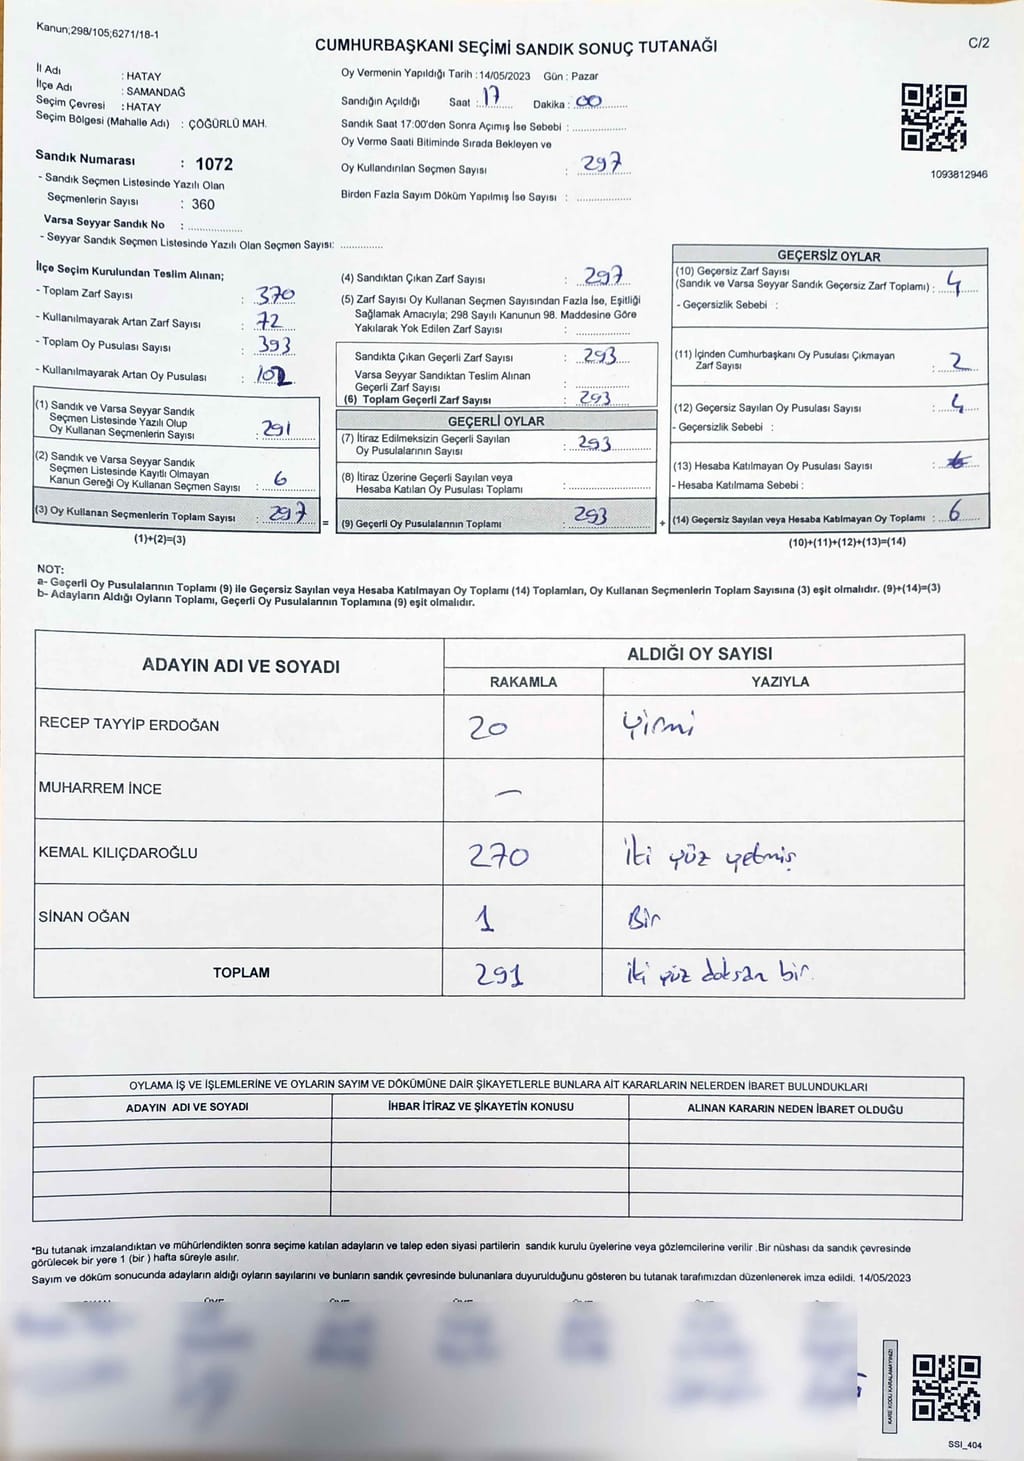 Kanun;298/105;6271/18-1
CUMHURBAŞKANI SEÇİMİ SANDIK SONUÇ TUTANAĞI
C/2
İl Adı : HATAY
İlçe Adı : SAMANDAĞ
Seçim Çevresi : HATAY
Seçim Bölgesi (Mahalle Adı) : ÇÖĞÜRLÜ MAH.
Sandık Numarası : 1072
- Sandık Seçmen Listesinde Yazılı Olan
Seçmenlerin Sayısı : 360
Varsa Seyyar Sandık No : ..............
- Seyyar Sandık Seçmen Listesinde Yazılı Olan Seçmen Sayısı: ..............
Oy Vermenin Yapıldığı Tarih : 14/05/2023 Gün : Pazar
Sandığın Açıldığı Saat : 17 Dakika : 00
Sandık Saat 17:00'den Sonra Açımış İse Sebebi : ..............
Oy Verme Saati Bitiminde Sırada Bekleyen ve
Oy Kullandırılan Seçmen Sayısı : 297
Birden Fazla Sayım Döküm Yapılmış İse Sayısı : ..............
1093812946
İlçe Seçim Kurulundan Teslim Alınan;
- Toplam Zarf Sayısı : 370
- Kullanılmayarak Artan Zarf Sayısı : 72
- Toplam Oy Pusulası Sayısı : 393
- Kullanılmayarak Artan Oy Pusulası : 102
(1) Sandık ve Varsa Seyyar Sandık
Seçmen Listesinde Yazılı Olup
Oy Kullanan Seçmenlerin Sayısı : 291
(2) Sandık ve Varsa Seyyar Sandık
Seçmen Listesinde Kayıtlı Olmayan
Kanun Gereği Oy Kullanan Seçmen Sayısı : 6
(3) Oy Kullanan Seçmenlerin Toplam Sayısı : 297
(1)+(2)=(3)
=
(4) Sandıktan Çıkan Zarf Sayısı : 297
(5) Zarf Sayısı Oy Kullanan Seçmen Sayısından Fazla İse, Eşitliği
Sağlamak Amacıyla; 298 Sayılı Kanunun 98. Maddesine Göre
Yakılarak Yok Edilen Zarf Sayısı : ..............
Sandıkta Çıkan Geçerli Zarf Sayısı : 293
Varsa Seyyar Sandıktan Teslim Alınan
Geçerli Zarf Sayısı : ..............
(6) Toplam Geçerli Zarf Sayısı : 293
GEÇERLİ OYLAR
(7) İtiraz Edilmeksizin Geçerli Sayılan
Oy Pusulalarının Sayısı : 293
(8) İtiraz Üzerine Geçerli Sayılan veya
Hesaba Katılan Oy Pusulası Toplamı : ..............
(9) Geçerli Oy Pusulalarının Toplamı : 293
+
GEÇERSİZ OYLAR
(10) Geçersiz Zarf Sayısı
(Sandık ve Varsa Seyyar Sandık Geçersiz Zarf Toplamı) : 4
- Geçersizlik Sebebi :
(11) İçinden Cumhurbaşkanı Oy Pusulası Çıkmayan
Zarf Sayısı : 2
(12) Geçersiz Sayılan Oy Pusulası Sayısı : 4
- Geçersizlik Sebebi :
(13) Hesaba Katılmayan Oy Pusulası Sayısı :
- Hesaba Katılmama Sebebi :
(14) Geçersiz Sayılan veya Hesaba Katılmayan Oy Toplamı : 6
(10)+(11)+(12)+(13)=(14)
NOT:
a- Geçerli Oy Pusulalarının Toplamı (9) ile Geçersiz Sayılan veya Hesaba Katılmayan Oy Toplamı (14) Toplamları, Oy Kullanan Seçmenlerin Toplam Sayısına (3) eşit olmalıdır. (9)+(14)=(3)
b- Adayların Aldığı Oyların Toplamı, Geçerli Oy Pusulalarının Toplamına (9) eşit olmalıdır.
ADAYIN ADI VE SOYADI
ALDIĞI OY SAYISI
RAKAMLA YAZIYLA
RECEP TAYYİP ERDOĞAN 20 Yirmi
MUHARREM İNCE —
KEMAL KILIÇDAROĞLU 270 İki yüz yetmiş
SİNAN OĞAN 1 Bir
TOPLAM 291 İki yüz doksan bir.
OYLAMA İŞ VE İŞLEMLERİNE VE OYLARIN SAYIM VE DÖKÜMÜNE DAİR ŞİKAYETLERLE BUNLARA AİT KARARLARIN NELERDEN İBARET BULUNDUKLARI
ADAYIN ADI VE SOYADI İHBAR İTİRAZ VE ŞİKAYETİN KONUSU ALINAN KARARIN NEDEN İBARET OLDUĞU
*Bu tutanak imzalandıktan ve mühürlendikten sonra seçime katılan adayların ve talep eden siyasi partilerin sandık kurulu üyelerine veya gözlemcilerine verilir .Bir nüshası da sandık çevresinde
görülecek bir yere 1 (bir ) hafta süreyle asılır.
Sayım ve döküm sonucunda adayların aldığı oyların sayılarını ve bunların sandık çevresinde bulunanlara duyurulduğunu gösteren bu tutanak tarafımızdan düzenlenerek imza edildi. 14/05/2023
KARE KODU KARALAMAYINIZ!
SSI_404